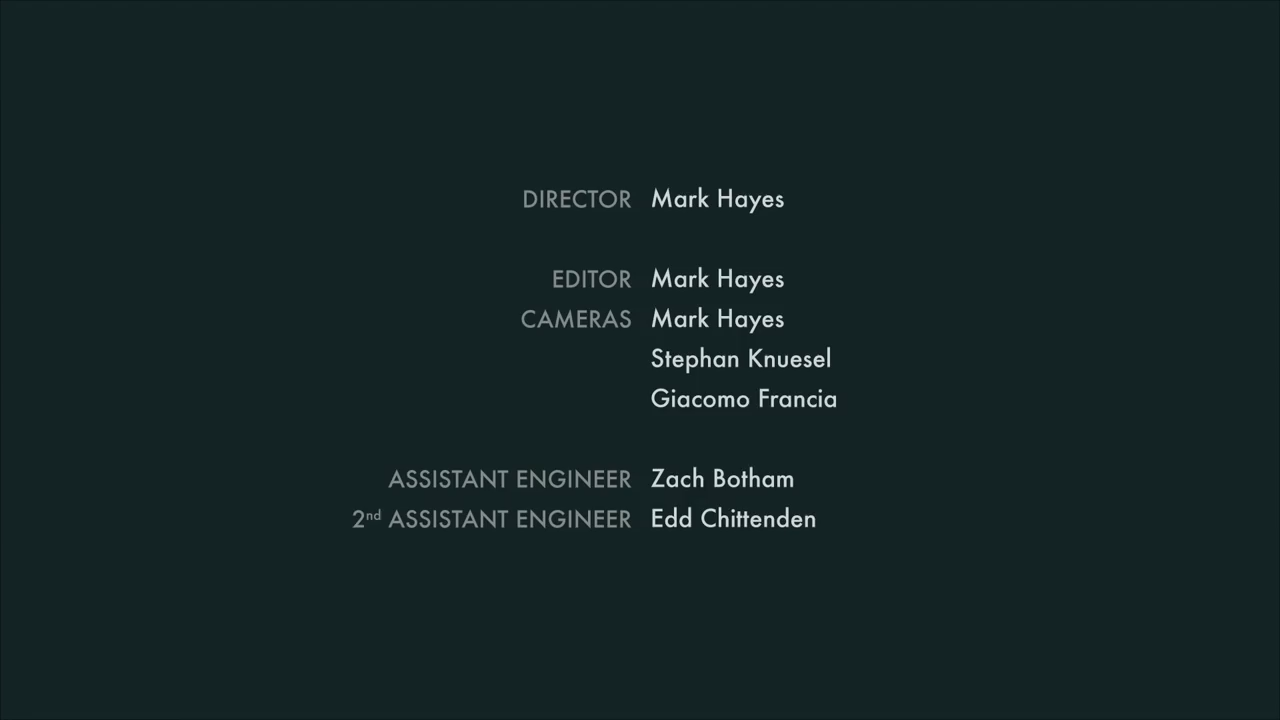 DIRECTOR Mark Hayes
EDITOR Mark Hayes
CAMERAS Mark Hayes
Stephan Knuesel
Giacomo Francia
ASSISTANT ENGINEER Zach Botham
2nd ASSISTANT ENGINEER Edd Chittenden